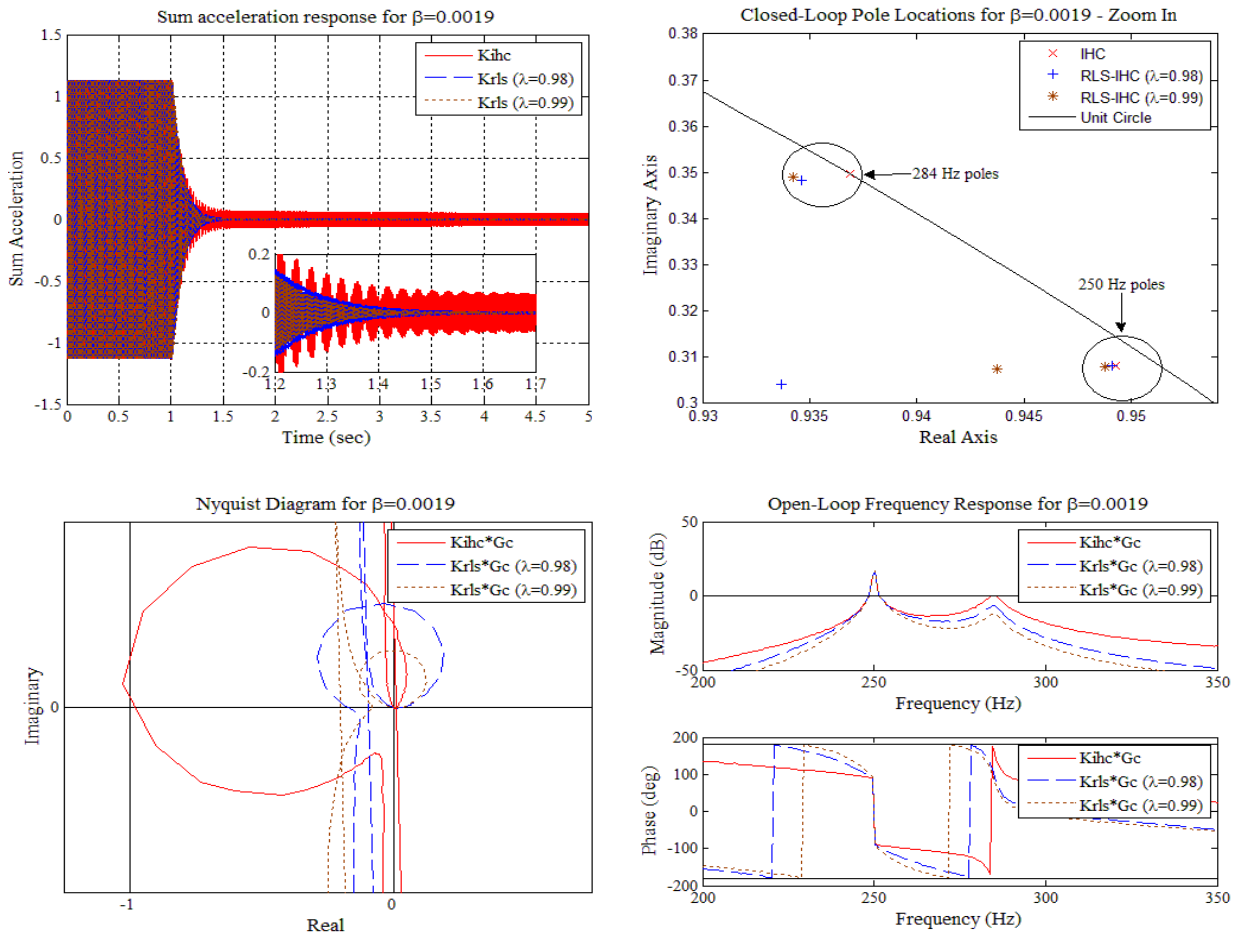 Sum acceleration response for β=0.0019
Sum Acceleration
1.5
1
0.5
0
-0.5
-1
-1.5
Kihc
Krls (λ=0.98)
Krls (λ=0.99)
0.2
0
-0.2
1.2 1.3 1.4 1.5 1.6 1.7
0 0.5 1 1.5 2 2.5 3 3.5 4 4.5 5
Time (sec)
Closed-Loop Pole Locations for β=0.0019 - Zoom In
Imaginary Axis
0.38
0.37
0.36
0.35
0.34
0.33
0.32
0.31
0.3
IHC
RLS-IHC (λ=0.98)
RLS-IHC (λ=0.99)
Unit Circle
284 Hz poles
250 Hz poles
0.93 0.935 0.94 0.945 0.95
Real Axis
Nyquist Diagram for β=0.0019
Imaginary
0
Kihc*Gc
Krls*Gc (λ=0.98)
Krls*Gc (λ=0.99)
-1 0
Real
Open-Loop Frequency Response for β=0.0019
Magnitude (dB)
50
0
-50
Kihc*Gc
Krls*Gc (λ=0.98)
Krls*Gc (λ=0.99)
200 250 300 350
Frequency (Hz)
Phase (deg)
200
100
0
-100
-200
Kihc*Gc
Krls*Gc (λ=0.98)
Krls*Gc (λ=0.99)
200 250 300 350
Frequency (Hz)